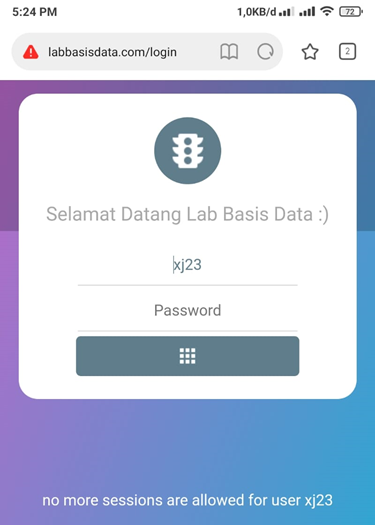 5:24 PM 1,0KB/d 72
labbasisdata.com/login 2
Selamat Datang Lab Basis Data :)
xj23
Password
no more sessions are allowed for user xj23